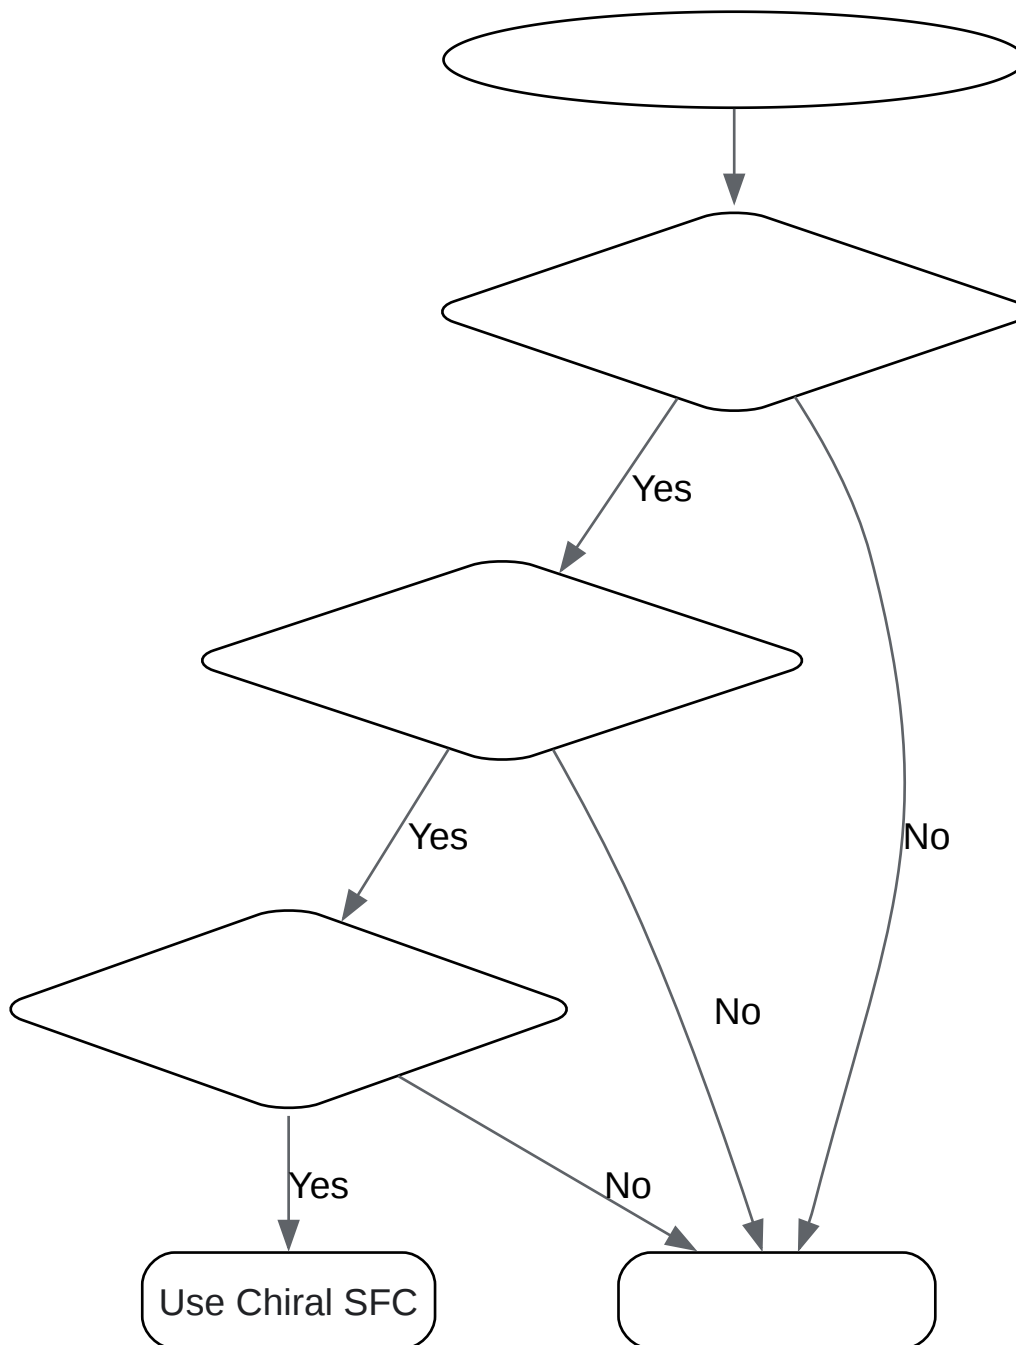 Yes
Yes
No
No
Yes
No
Use Chiral SFC